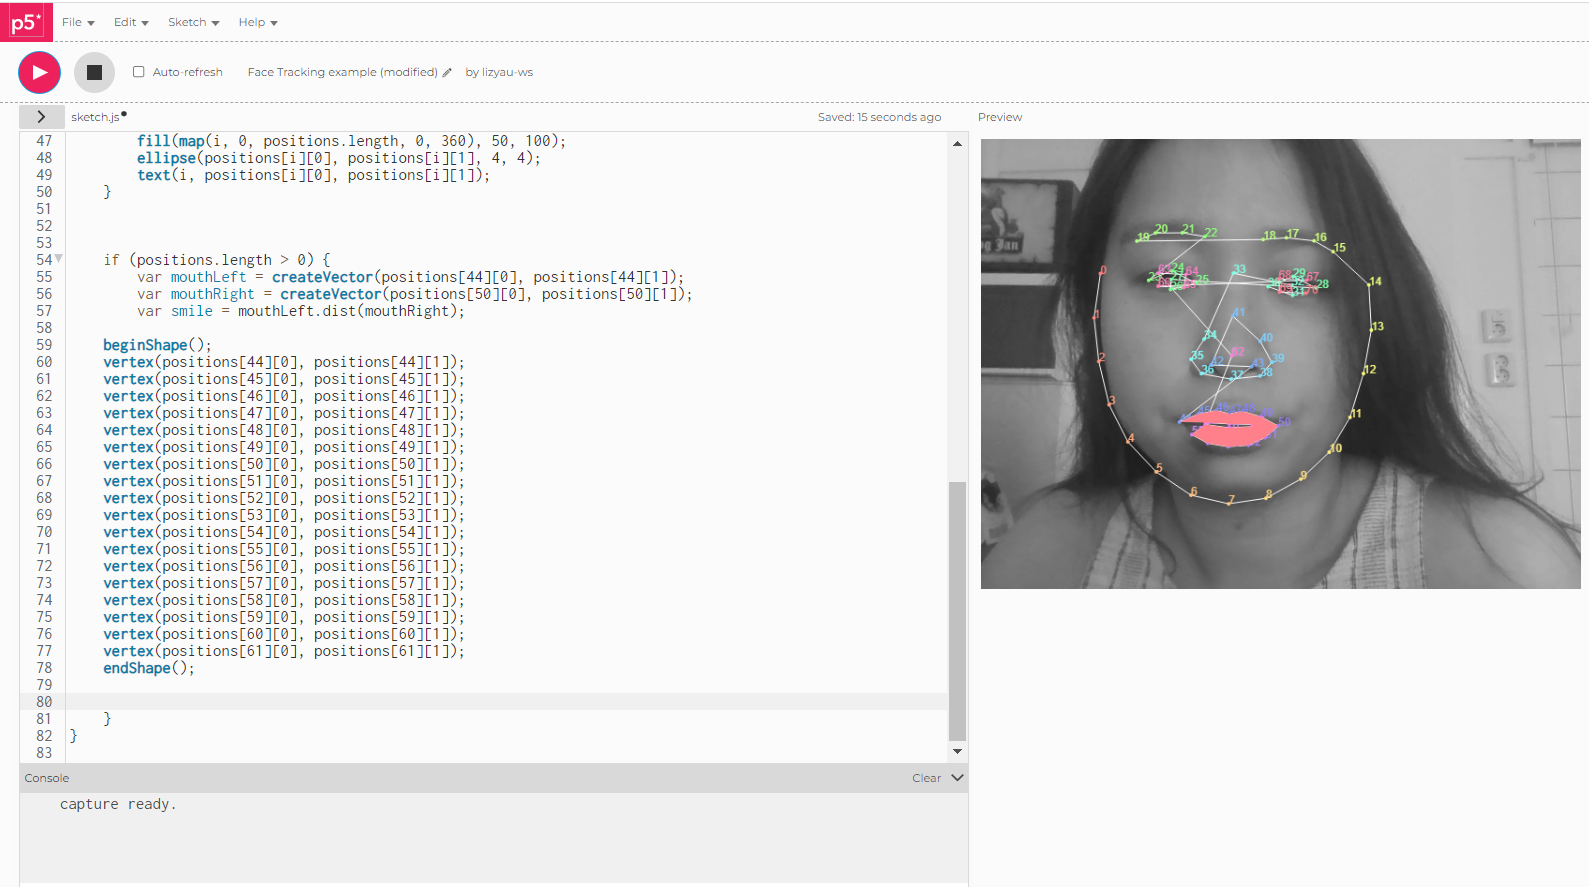 p5*
File Edit Sketch Help
Auto-refresh Face Tracking example (modified) by lizyau-ws
sketch.js Saved: 15 seconds ago Preview
47 fill(map(i, 0, positions.length, 0, 360), 50, 100);
48 ellipse(positions[i][0], positions[i][1], 4, 4);
49 text(i, positions[i][0], positions[i][1]);
50 }
51
52
53
54 if (positions.length > 0) {
55 var mouthLeft = createVector(positions[44][0], positions[44][1]);
56 var mouthRight = createVector(positions[50][0], positions[50][1]);
57 var smile = mouthLeft.dist(mouthRight);
58
59 beginShape();
60 vertex(positions[44][0], positions[44][1]);
61 vertex(positions[45][0], positions[45][1]);
62 vertex(positions[46][0], positions[46][1]);
63 vertex(positions[47][0], positions[47][1]);
64 vertex(positions[48][0], positions[48][1]);
65 vertex(positions[49][0], positions[49][1]);
66 vertex(positions[50][0], positions[50][1]);
67 vertex(positions[51][0], positions[51][1]);
68 vertex(positions[52][0], positions[52][1]);
69 vertex(positions[53][0], positions[53][1]);
70 vertex(positions[54][0], positions[54][1]);
71 vertex(positions[55][0], positions[55][1]);
72 vertex(positions[56][0], positions[56][1]);
73 vertex(positions[57][0], positions[57][1]);
74 vertex(positions[58][0], positions[58][1]);
75 vertex(positions[59][0], positions[59][1]);
76 vertex(positions[60][0], positions[60][1]);
77 vertex(positions[61][0], positions[61][1]);
78 endShape();
79
80
81 }
82 }
83
Console Clear
capture ready.
19 20 21 22 18 17 16 15
0 33 14
28
1 41 13
34 40
2 35 39
36 37 38 12
3 11
4 10
5 9
6 7 8